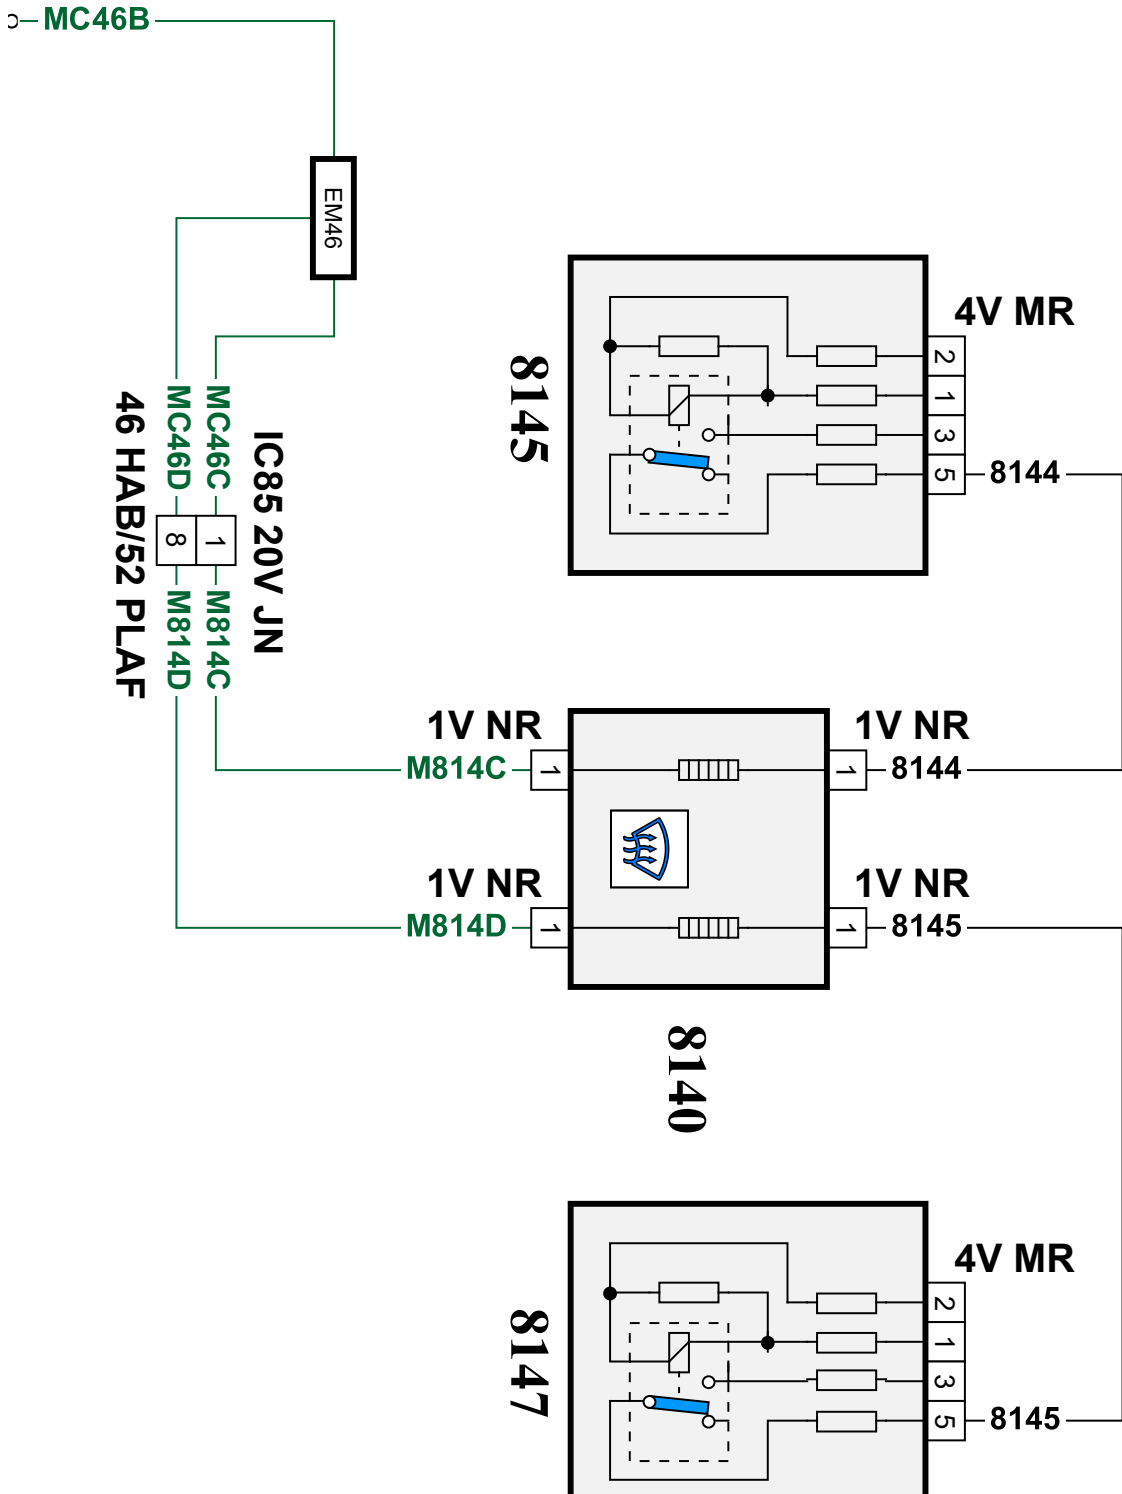 MC46B
EM46
4V MR
2
1
3
5
8144
8145
MC46D
MC46C
IC85 20V JN
8
1
46 HAB/52 PLAF
M814D
M814C
1V NR
M814C
1
1V NR
1
8144
1V NR
M814D
1
1V NR
1
8145
8140
4V MR
2
1
3
5
8145
8147